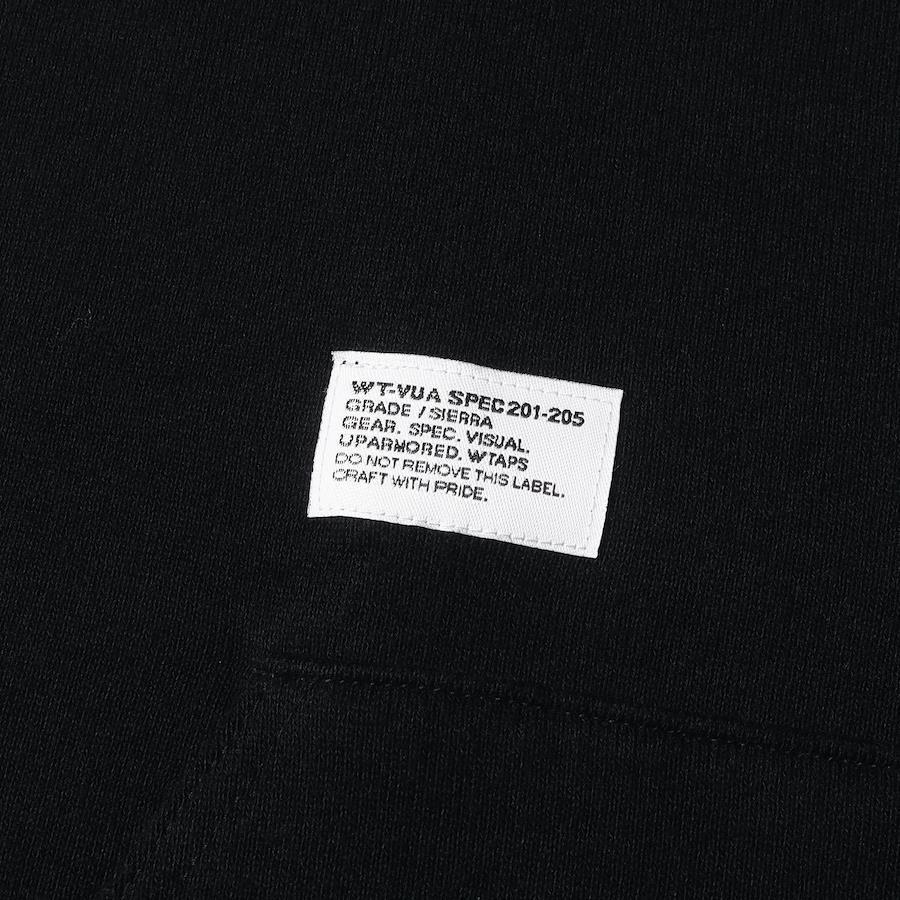 WT-VUA SPEC201-205
GRADE / SIERRA
GEAR. SPEC. VISUAL.
UPARMORED. WTAPS
DO NOT REMOVE THIS LABEL.
CRAFT WITH PRIDE.